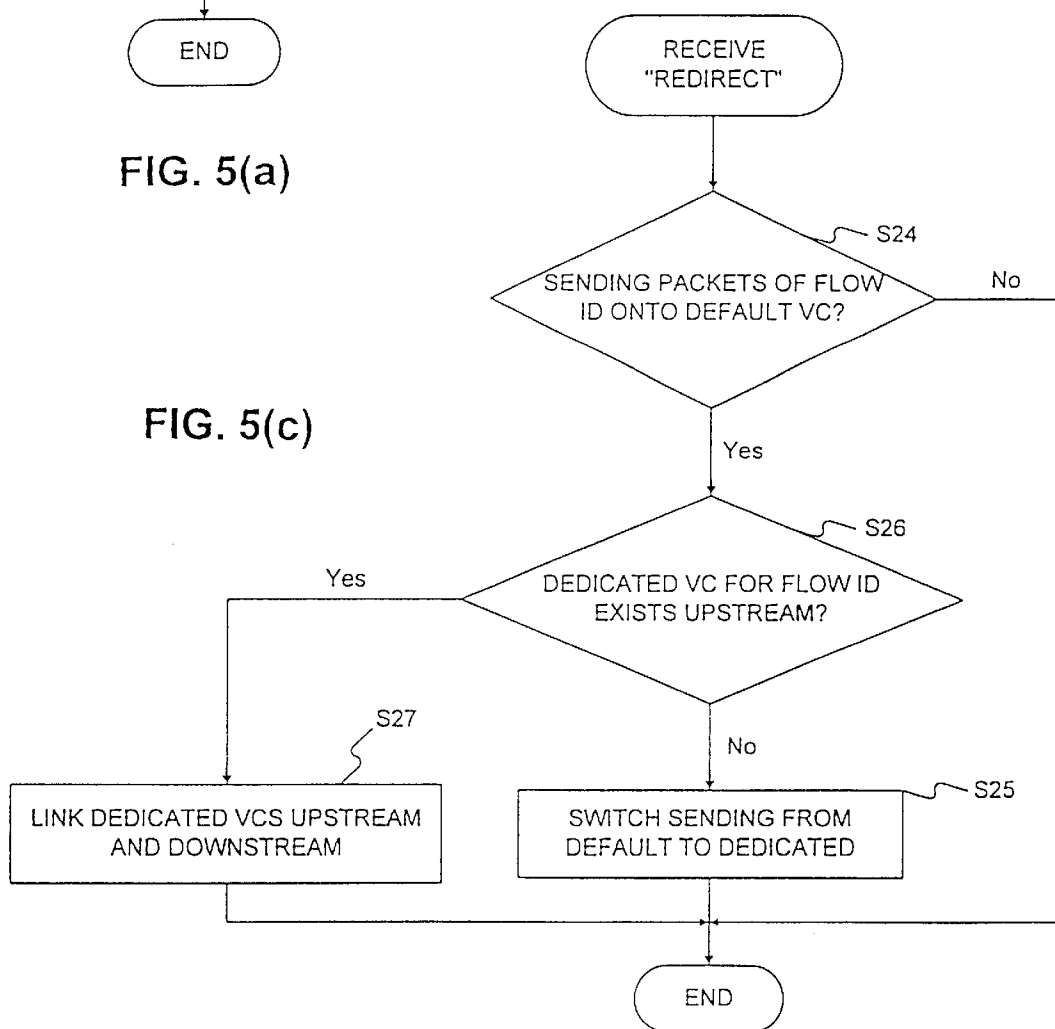 END
FIG. 5(a)
RECEIVE
"REDIRECT"
S24
SENDING PACKETS OF FLOW
ID ONTO DEFAULT VC?
No
FIG. 5(c)
Yes
S26
DEDICATED VC FOR FLOW ID
EXISTS UPSTREAM?
Yes
S27
No
LINK DEDICATED VCS UPSTREAM
AND DOWNSTREAM
S25
SWITCH SENDING FROM
DEFAULT TO DEDICATED
END